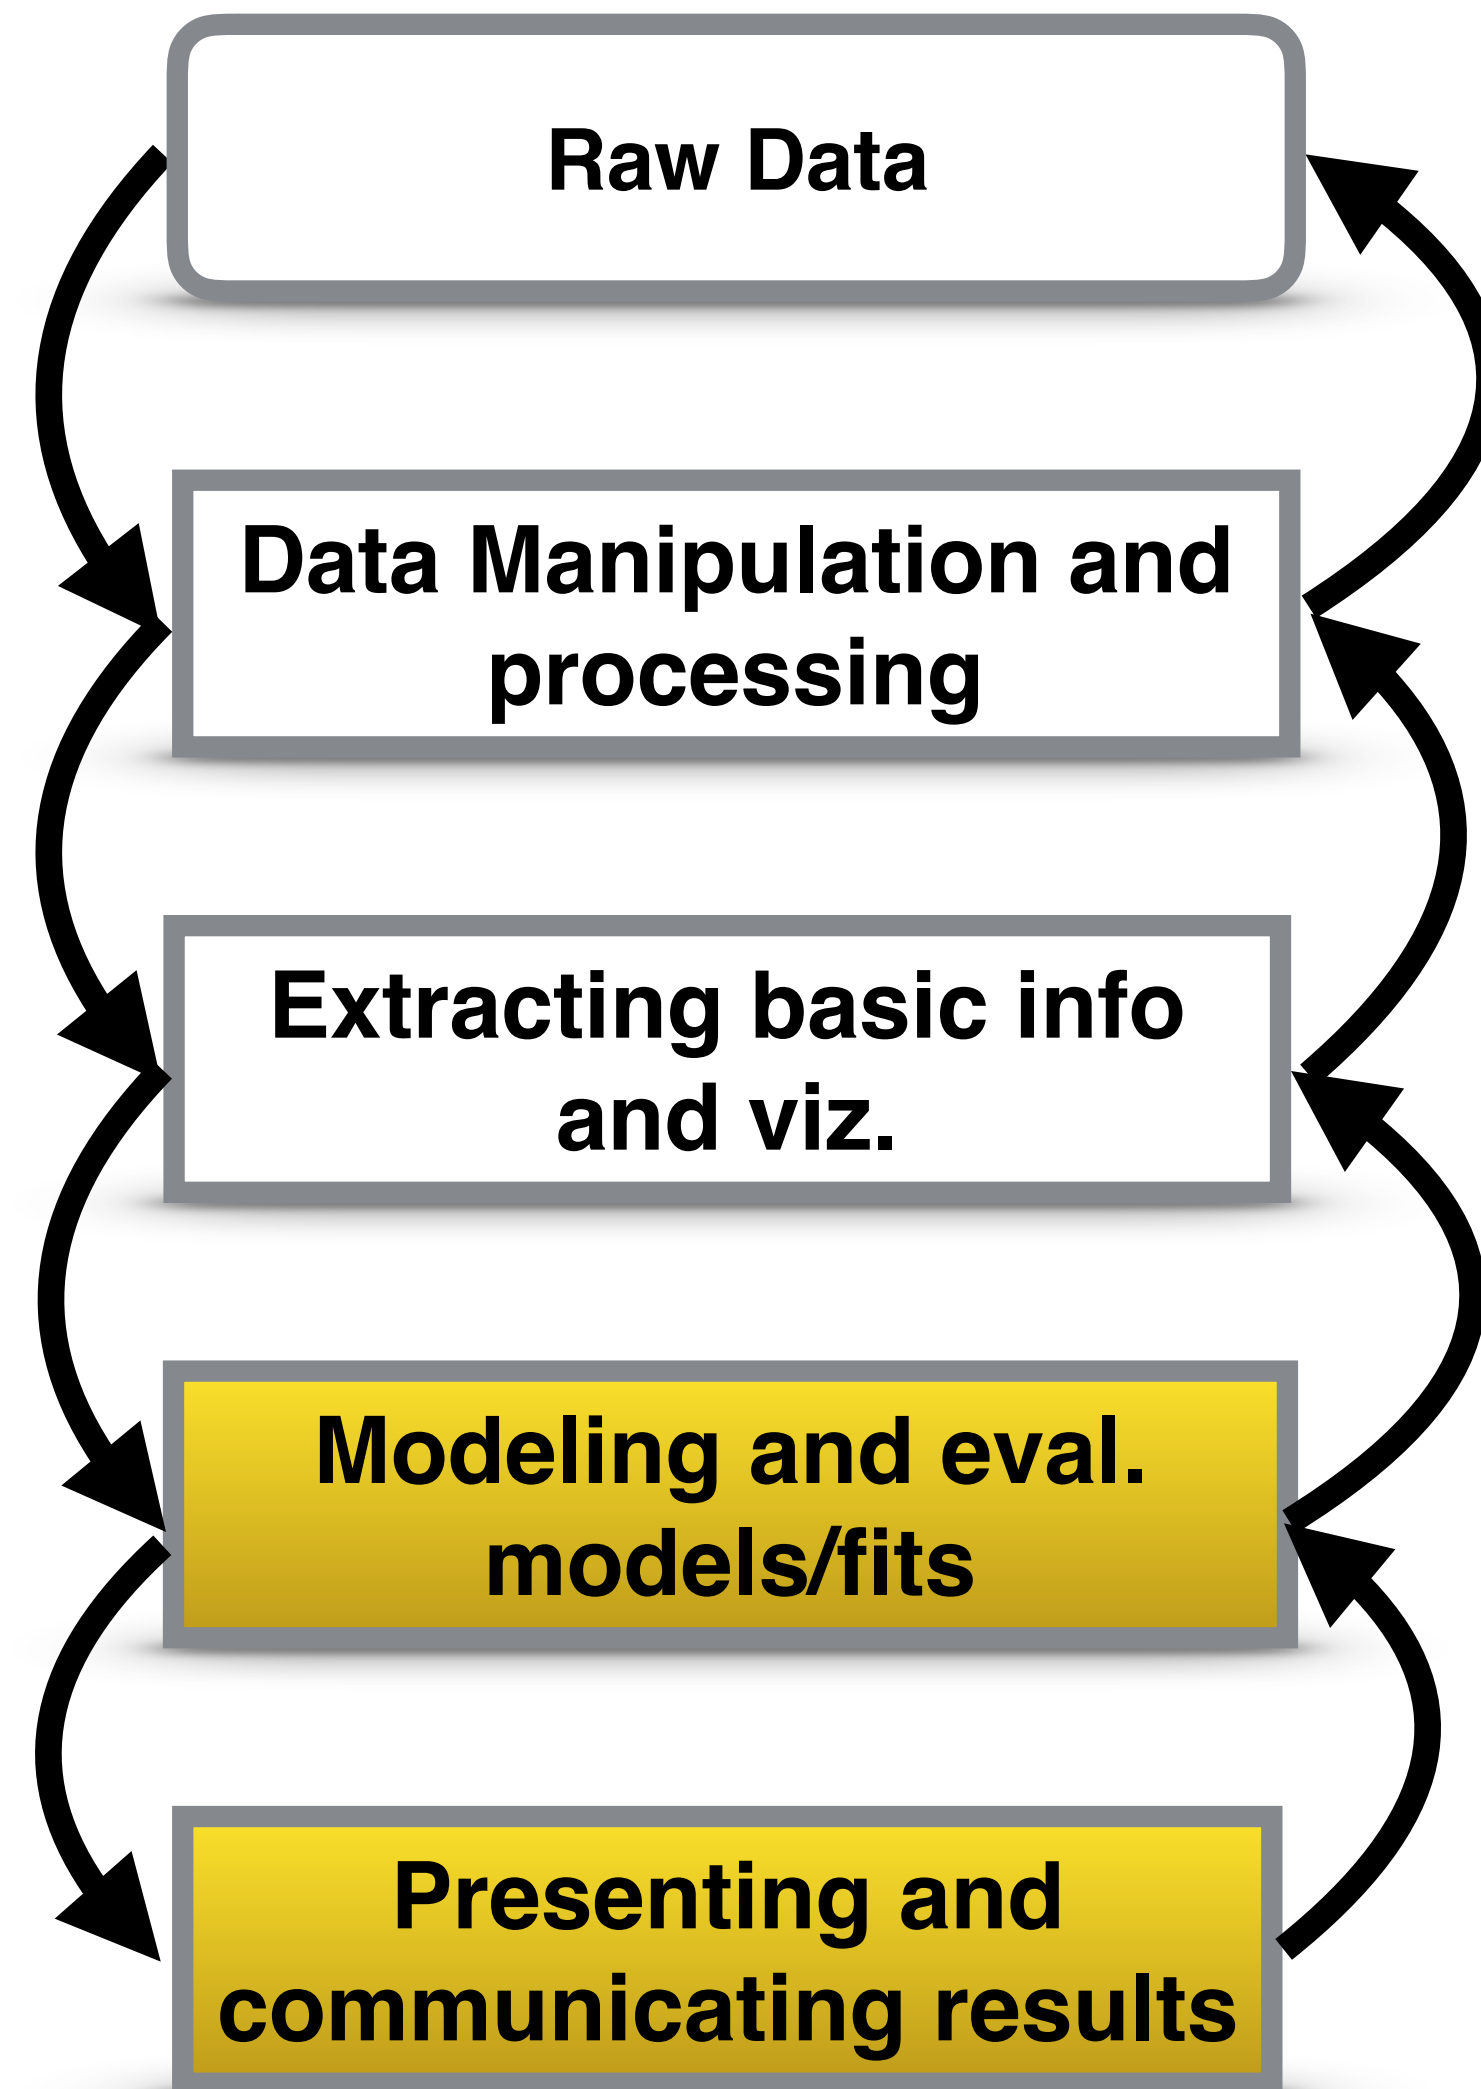 Raw Data
Data Manipulation and
processing
Extracting basic info
and viz.
Modeling and eval.
models/fits
Presenting and
communicating results